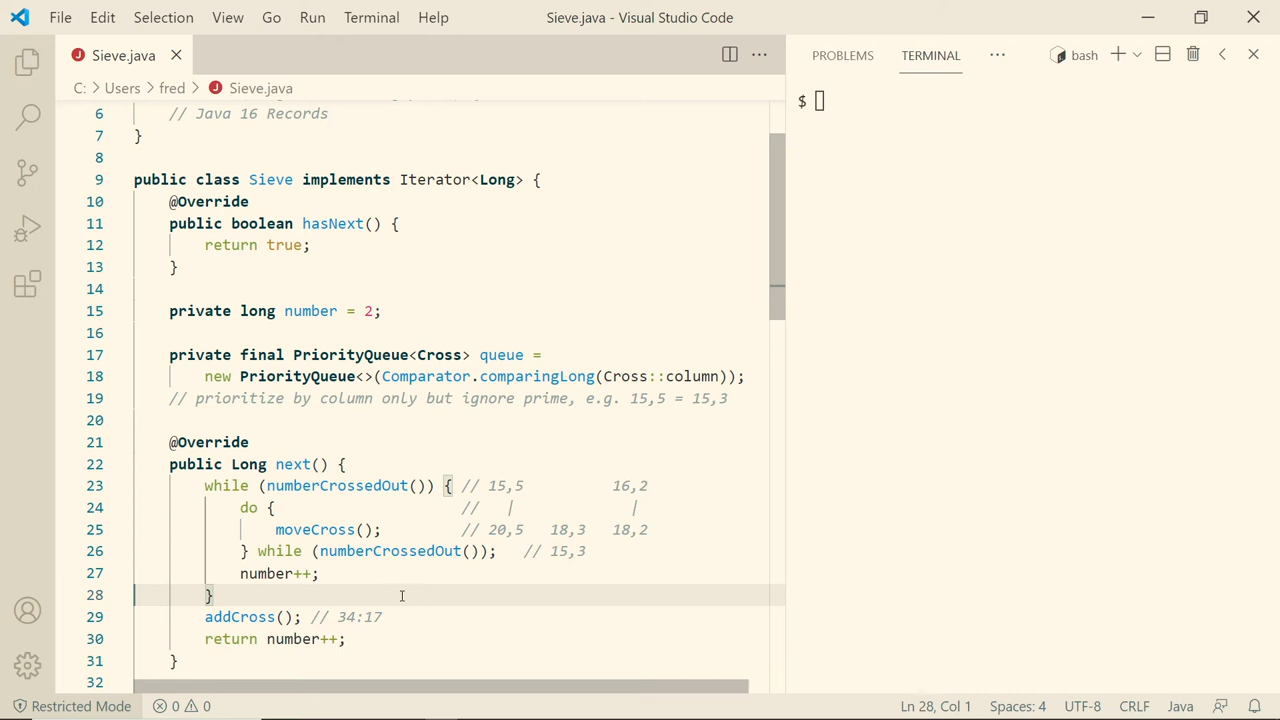 File Edit Selection View Go Run Terminal Help Sieve.java - Visual Studio Code
Sieve.java
C: > Users > fred > Sieve.java
6 // Java 16 Records
7 }
8
9 public class Sieve implements Iterator<Long> {
10 @Override
11 public boolean hasNext() {
12 return true;
13 }
14
15 private long number = 2;
16
17 private final PriorityQueue<Cross> queue =
18 new PriorityQueue<>(Comparator.comparingLong(Cross::column));
19 // prioritize by column only but ignore prime, e.g. 15,5 = 15,3
20
21 @Override
22 public Long next() {
23 while (numberCrossedOut()) { // 15,5 16,2
24 do { // | |
25 moveCross(); // 20,5 18,3 18,2
26 } while (numberCrossedOut()); // 15,3
27 number++;
28 }
29 addCross(); // 34:17
30 return number++;
31 }
32
PROBLEMS TERMINAL ··· bash
$
Restricted Mode 0 0 Ln 28, Col 1 Spaces: 4 UTF-8 CRLF Java